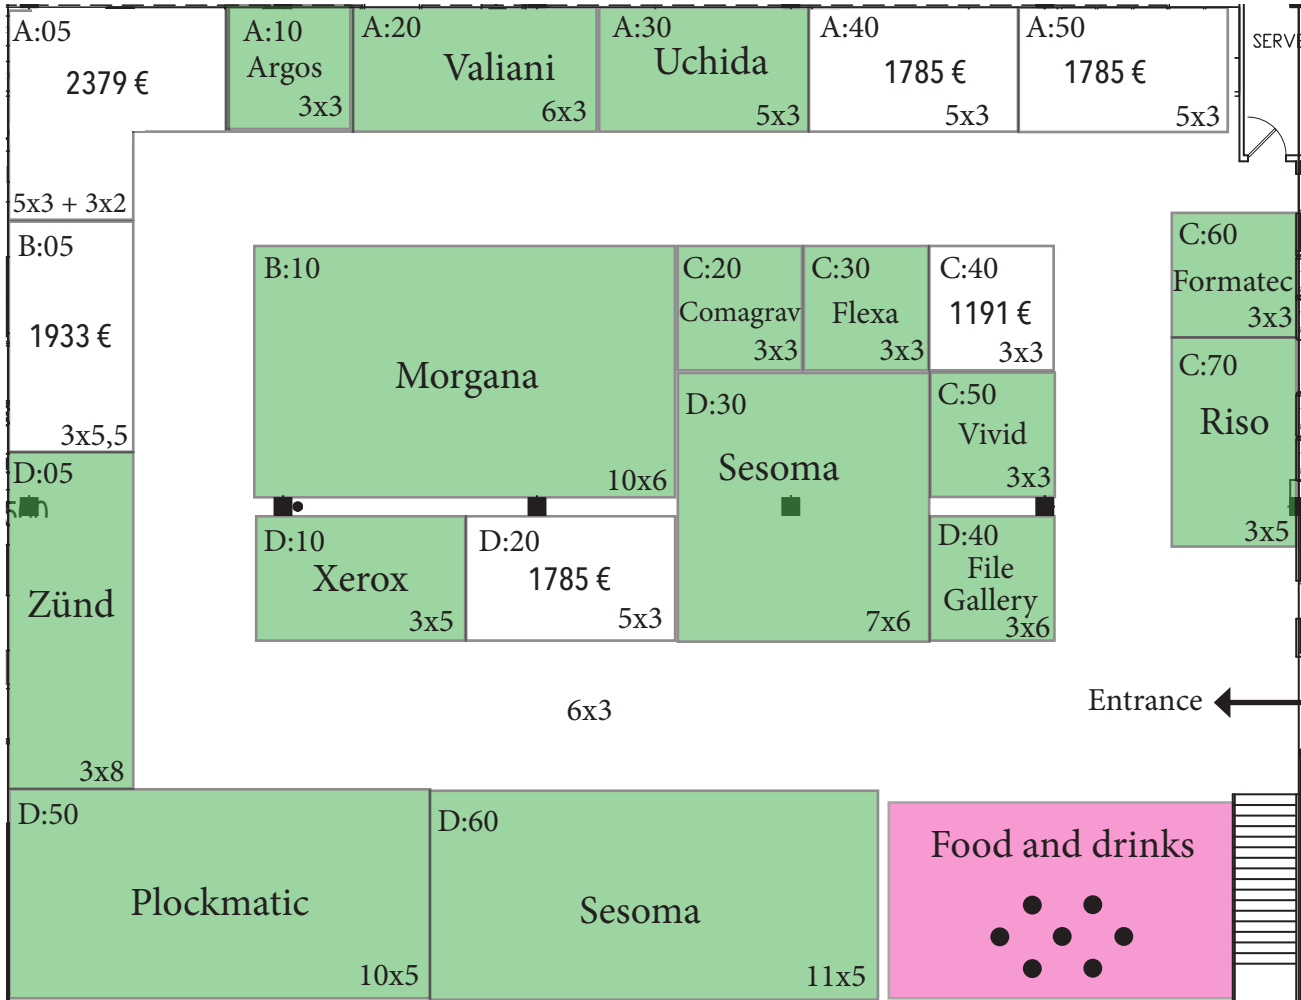 A:05
2379 €
5x3 + 3x2
A:10
Argos
3x3
A:20
Valiani
6x3
A:30
Uchida
5x3
A:40
1785 €
5x3
A:50
1785 €
5x3
SERVE
B:05
1933 €
3x5,5
B:10
Morgana
10x6
C:20
Comagrav
3x3
C:30
Flexa
3x3
C:40
1191 €
3x3
C:60
Formatec
3x3
C:70
Riso
3x5
D:30
Sesoma
7x6
C:50
Vivid
3x3
D:05
Zünd
3x8
D:10
Xerox
3x5
D:20
1785 €
5x3
D:40
File
Gallery
3x6
6x3
Entrance
D:50
Plockmatic
10x5
D:60
Sesoma
11x5
Food and drinks